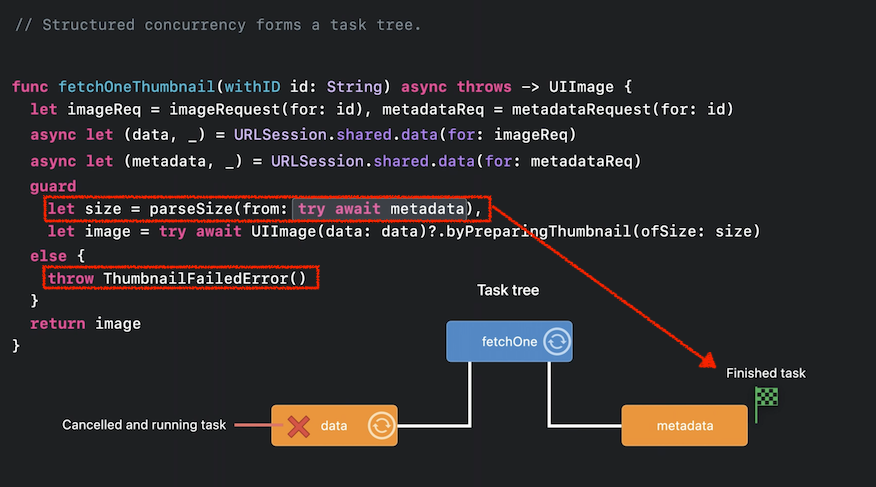 // Structured concurrency forms a task tree.
func fetchOneThumbnail(withID id: String) async throws -> UIImage {
let imageReq = imageRequest(for: id), metadataReq = metadataRequest(for: id)
async let (data, _) = URLSession.shared.data(for: imageReq)
async let (metadata, _) = URLSession.shared.data(for: metadataReq)
guard
let size = parseSize(from: try await metadata),
let image = try await UIImage(data: data)?.byPreparingThumbnail(ofSize: size)
else {
throw ThumbnailFailedError()
}
return image
}
Task tree
fetchOne
Finished task
Cancelled and running task
data
metadata